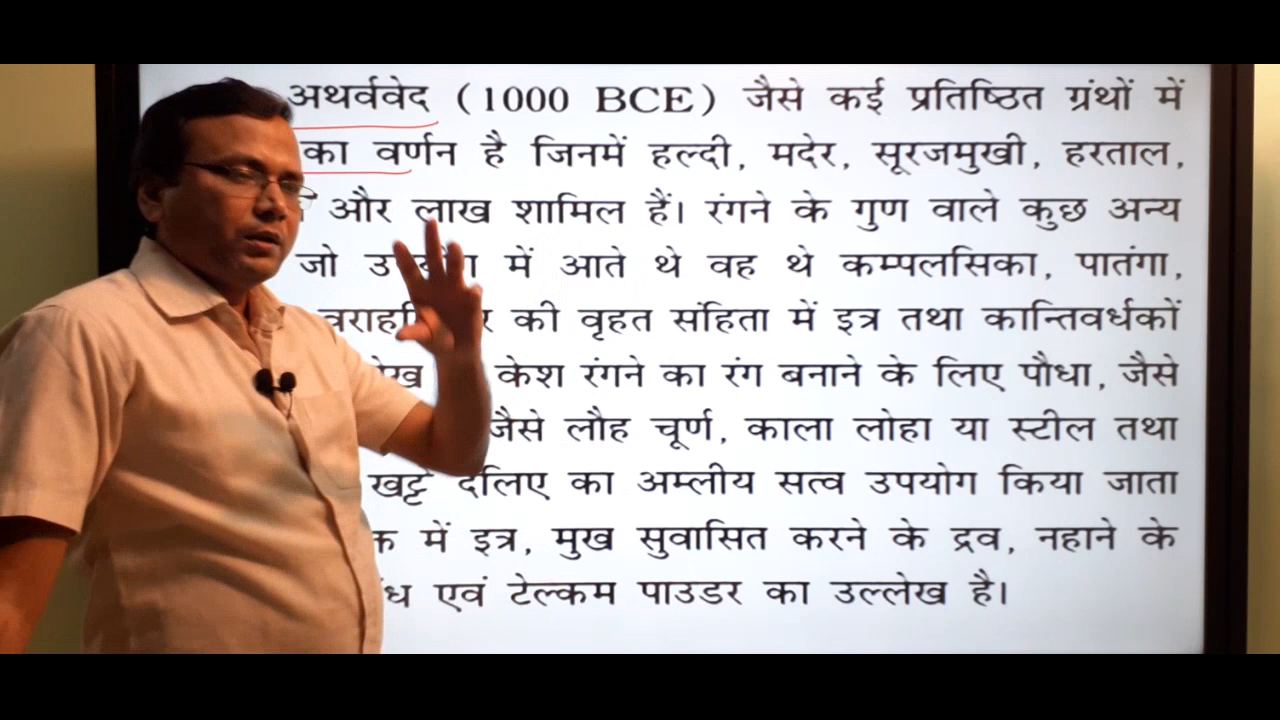 अथर्ववेद (1000 BCE) जैसे कई प्रतिष्ठित ग्रंथों में
का वर्णन है जिनमें हल्दी, मदेर, सूरजमुखी, हरताल,
और लाख शामिल हैं। रंगने के गुण वाले कुछ अन्य
जो में आते थे वह थे कम्पलसिका, पातंगा,
की वृहत संहिता में इत्र तथा कान्तिवर्धकों
केश रंगने का रंग बनाने के लिए पौधा, जैसे
जैसे लौह चूर्ण, काला लोहा या स्टील तथा
खट्टे दलिए का अम्लीय सत्व उपयोग किया जाता
में इत्र, मुख सुवासित करने के द्रव, नहाने के
एवं टेल्कम पाउडर का उल्लेख है।